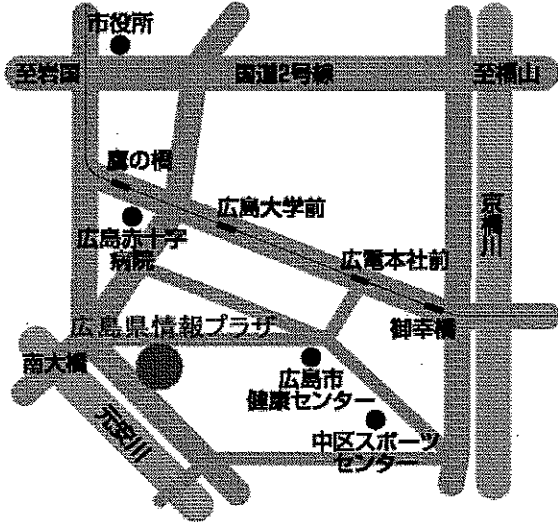 市役所
至岩国
国道2号線
至福山
鷹の橋
広島大学前
京橋川
広島赤十字
病院
広電本社前
広島県情報プラザ
御幸橋
南大橋
広島市
健康センター
元安川
中区スポーツ
センター